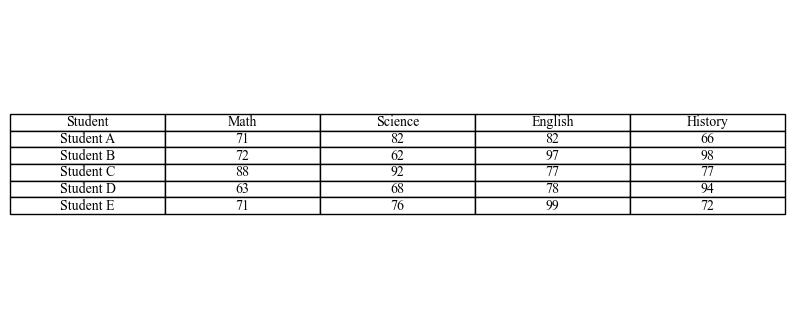 Student Math Science English History
Student A 71 82 82 66
Student B 72 62 97 98
Student C 88 92 77 77
Student D 63 68 78 94
Student E 71 76 99 72